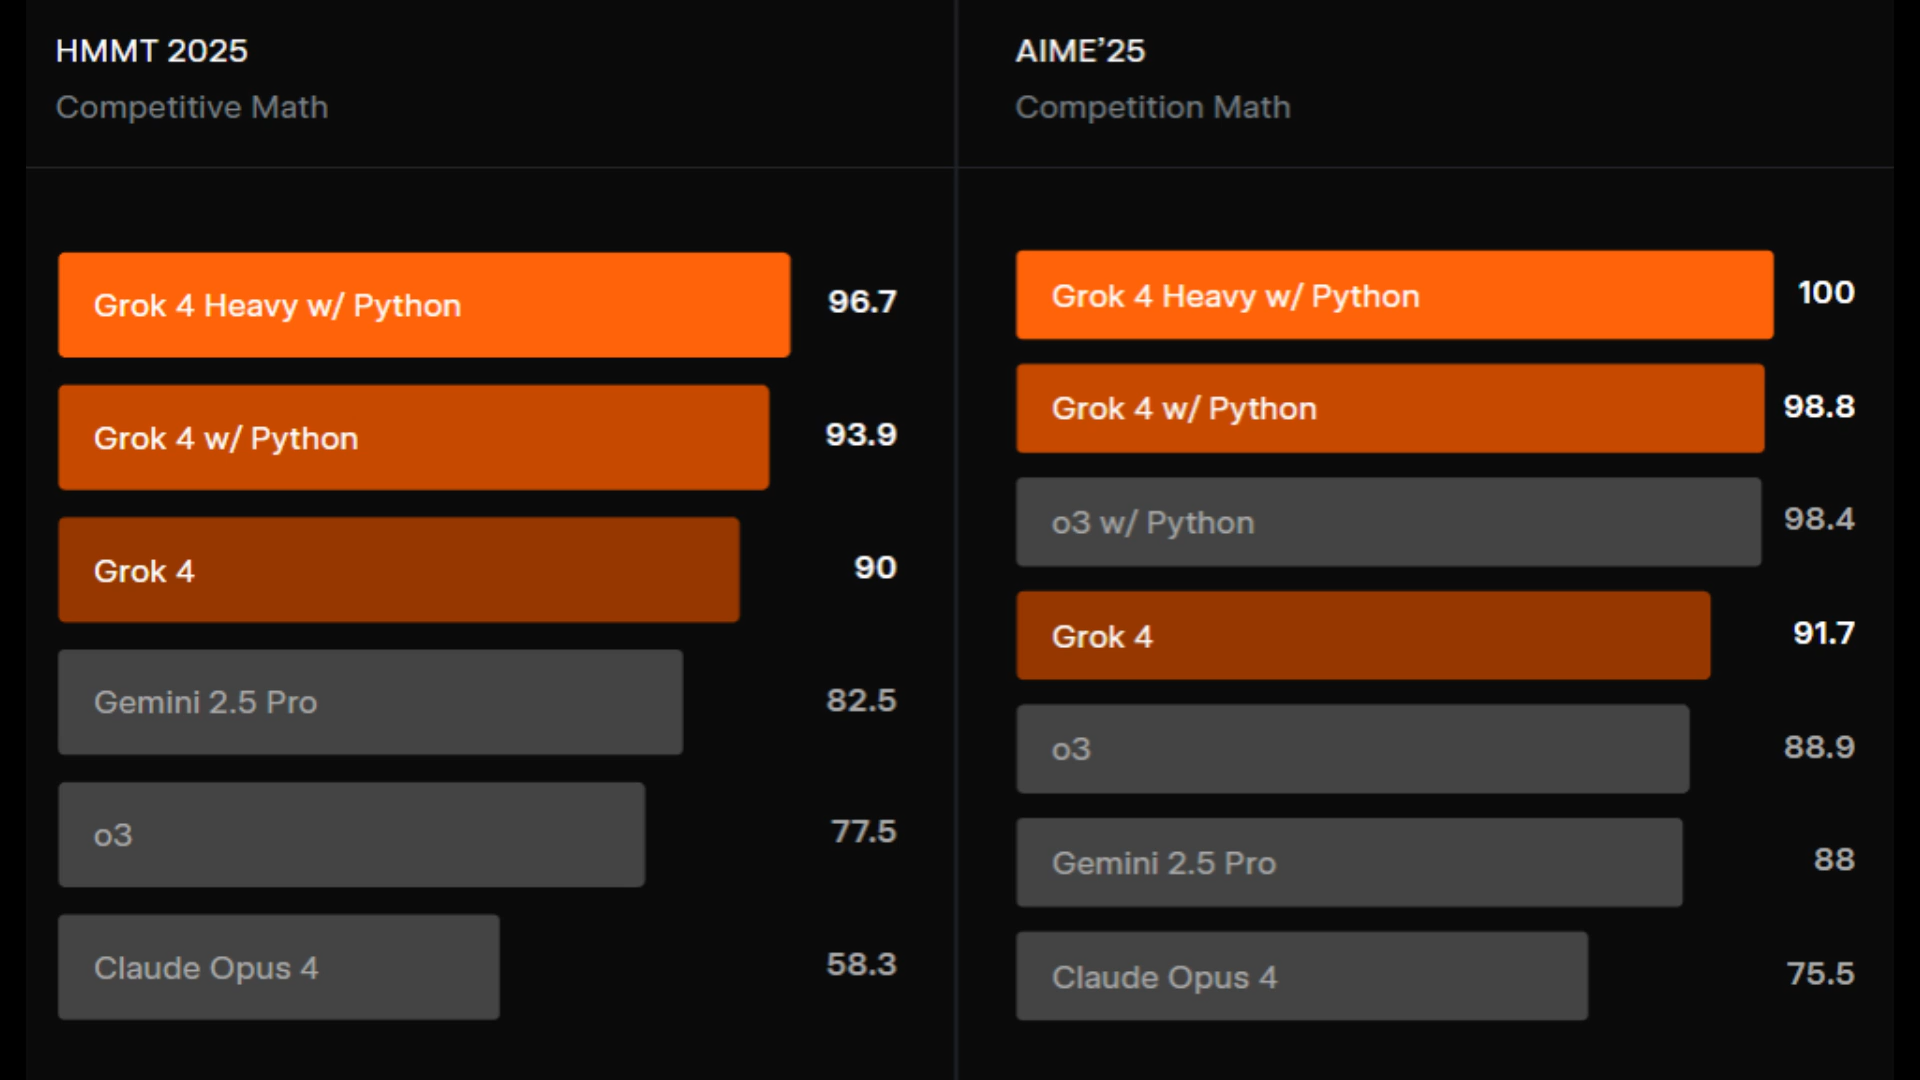 HMMT 2025
Competitive Math
Grok 4 Heavy w/ Python 96.7
Grok 4 w/ Python 93.9
Grok 4 90
Gemini 2.5 Pro 82.5
o3 77.5
Claude Opus 4 58.3
AIME’25
Competition Math
Grok 4 Heavy w/ Python 100
Grok 4 w/ Python 98.8
o3 w/ Python 98.4
Grok 4 91.7
o3 88.9
Gemini 2.5 Pro 88
Claude Opus 4 75.5